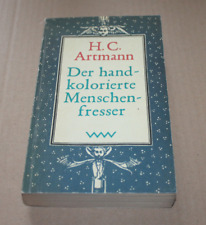 H. C.
Artmann
Der hand-
kolorierte
Menschen-
fresser